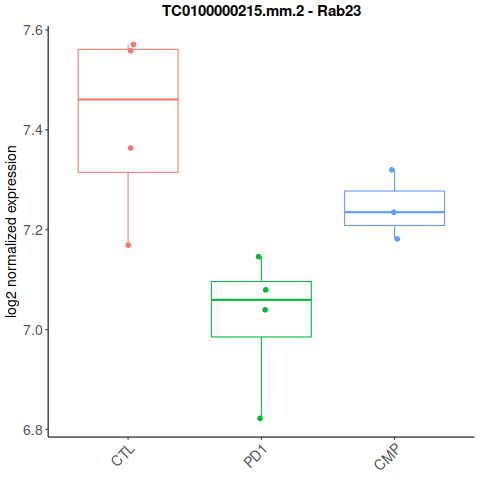 TC0100000215.mm.2 - Rab23
log2 normalized expression
7.6
7.4
7.2
7.0
6.8
CTL
PD1
CMP